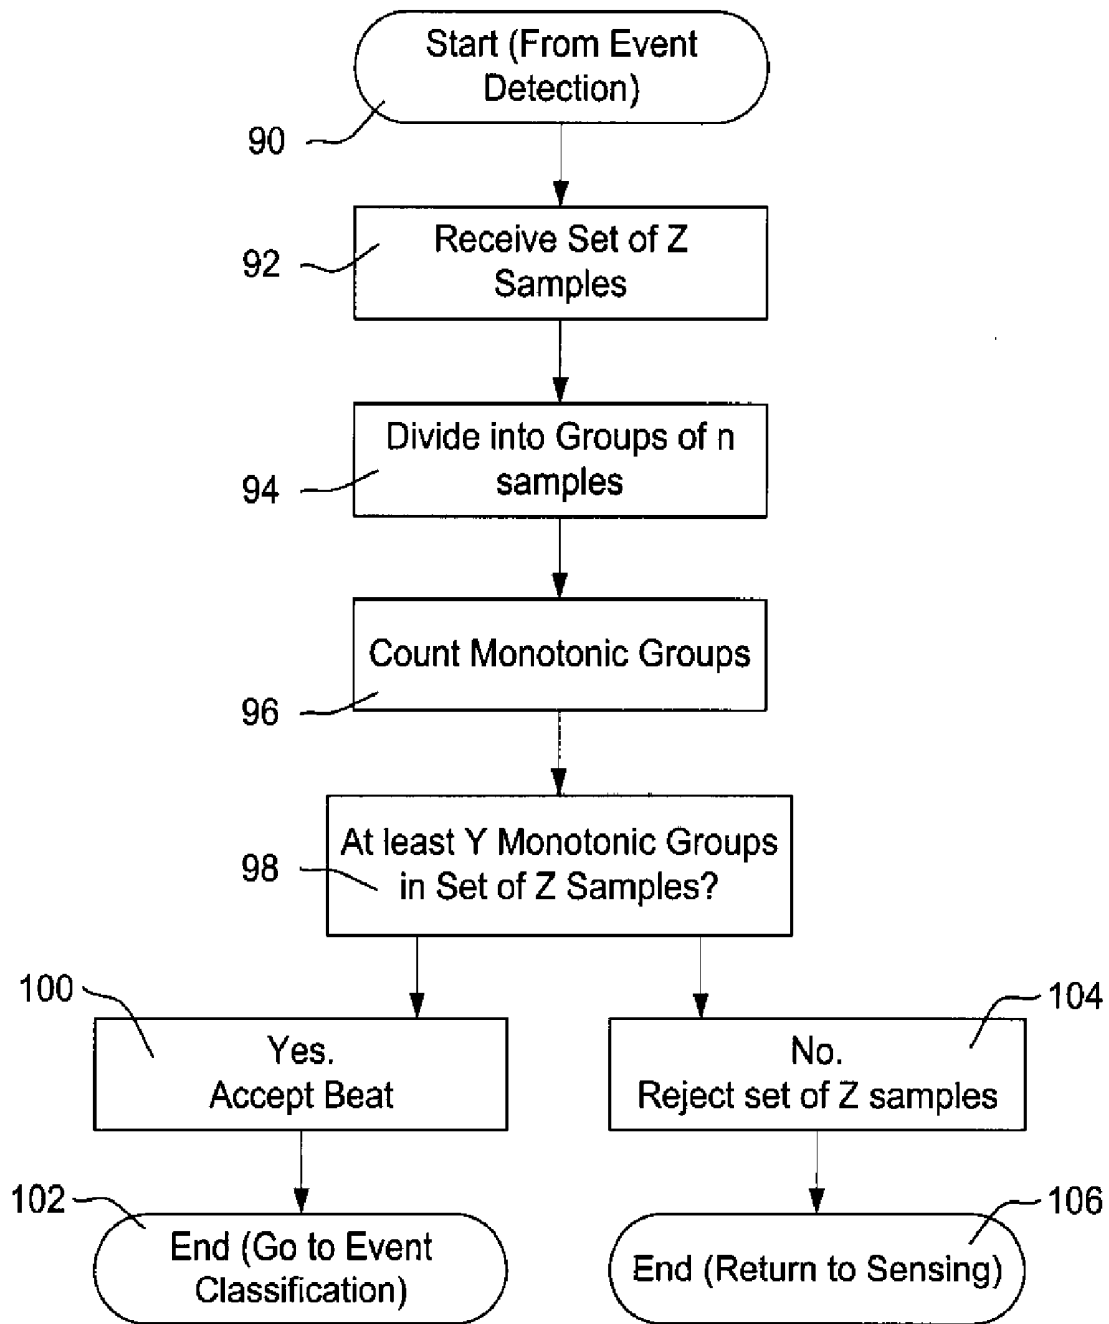 Start (From Event
Detection)
90
Receive Set of Z
Samples
92
Divide into Groups of n
samples
94
Count Monotonic Groups
96
At least Y Monotonic Groups
in Set of Z Samples?
98
100
Yes.
Accept Beat
104
No.
Reject set of Z samples
102
End (Go to Event
Classification)
106
End (Return to Sensing)